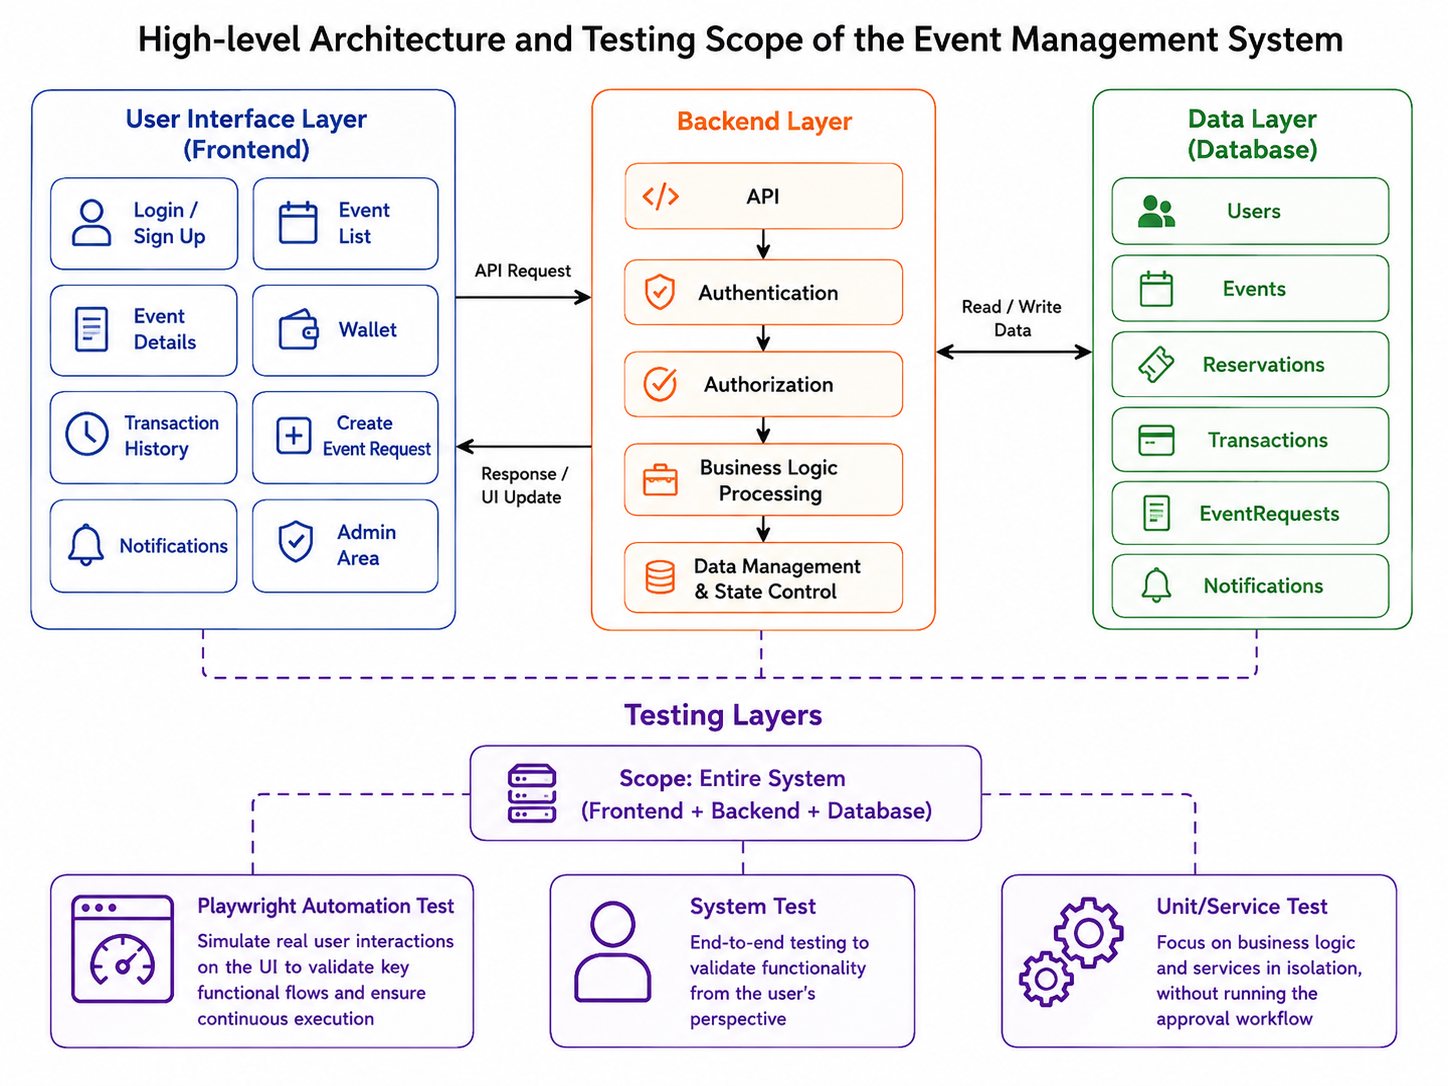 High-level Architecture and Testing Scope of the Event Management System
User Interface Layer
(Frontend)
Login /
Sign Up
Event
List
Event
Details
Wallet
Transaction
History
Create
Event Request
Notifications
Admin
Area
API Request
Response /
UI Update
Backend Layer
API
Authentication
Authorization
Business Logic
Processing
Data Management
& State Control
Read / Write
Data
Data Layer
(Database)
Users
Events
Reservations
Transactions
EventRequests
Notifications
Testing Layers
Scope: Entire System
(Frontend + Backend + Database)
Playwright Automation Test
Simulate real user interactions
on the UI to validate key
functional flows and ensure
continuous execution
System Test
End-to-end testing to
validate functionality
from the user's
perspective
Unit/Service Test
Focus on business logic
and services in isolation,
without running the
approval workflow